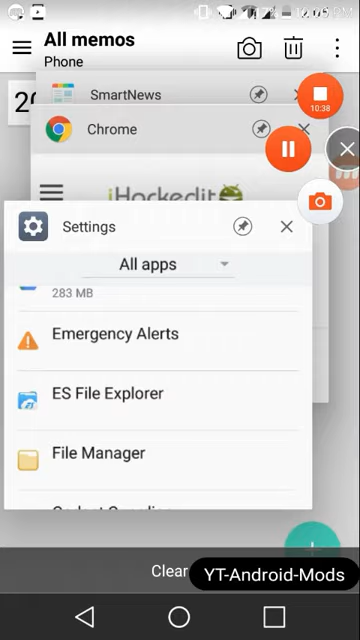 All memos
Phone
SmartNews
10:38
Chrome
iHackedit
Settings
All apps
283 MB
Emergency Alerts
ES File Explorer
File Manager
Clear
YT-Android-Mods